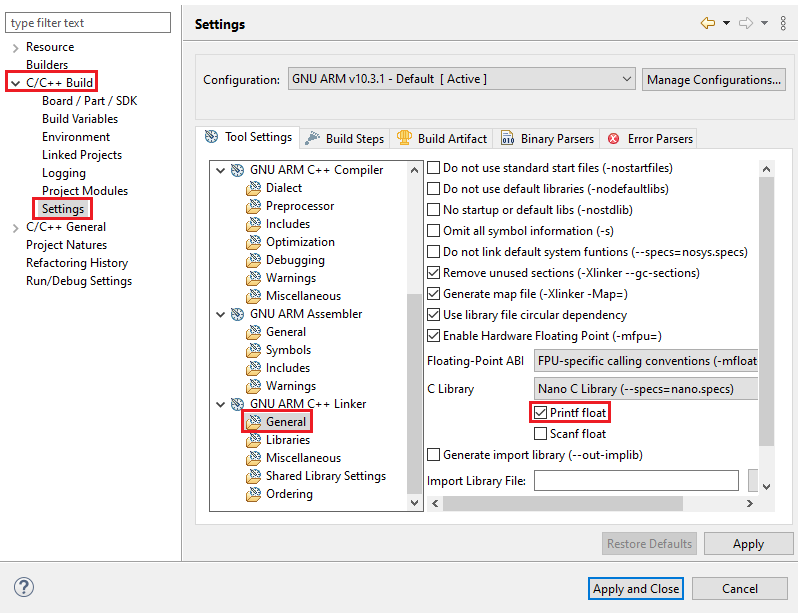 type filter text
Resource
Builders
C/C++ Build
Board / Part / SDK
Build Variables
Environment
Linked Projects
Logging
Project Modules
Settings
C/C++ General
Project Natures
Refactoring History
Run/Debug Settings
Settings
Configuration:
GNU ARM v10.3.1 - Default [ Active ]
Manage Configurations...
Tool Settings
Build Steps
Build Artifact
Binary Parsers
Error Parsers
GNU ARM C++ Compiler
Dialect
Preprocessor
Includes
Optimization
Debugging
Warnings
Miscellaneous
GNU ARM Assembler
General
Symbols
Includes
Warnings
GNU ARM C++ Linker
General
Libraries
Miscellaneous
Shared Library Settings
Ordering
Do not use standard start files (-nostartfiles)
Do not use default libraries (-nodefaultlibs)
No startup or default libs (-nostdlib)
Omit all symbol information (-s)
Do not link default system funtions (--specs=nosys.specs)
Remove unused sections (-Xlinker --gc-sections)
Generate map file (-Xlinker -Map=)
Use library file circular dependency
Enable Hardware Floating Point (-mfpu=)
Floating-Point ABI
FPU-specific calling conventions (-mfloat
C Library
Nano C Library (--specs=nano.specs)
Printf float
Scanf float
Generate import library (--out-implib)
Import Library File:
Restore Defaults
Apply
?
Apply and Close
Cancel